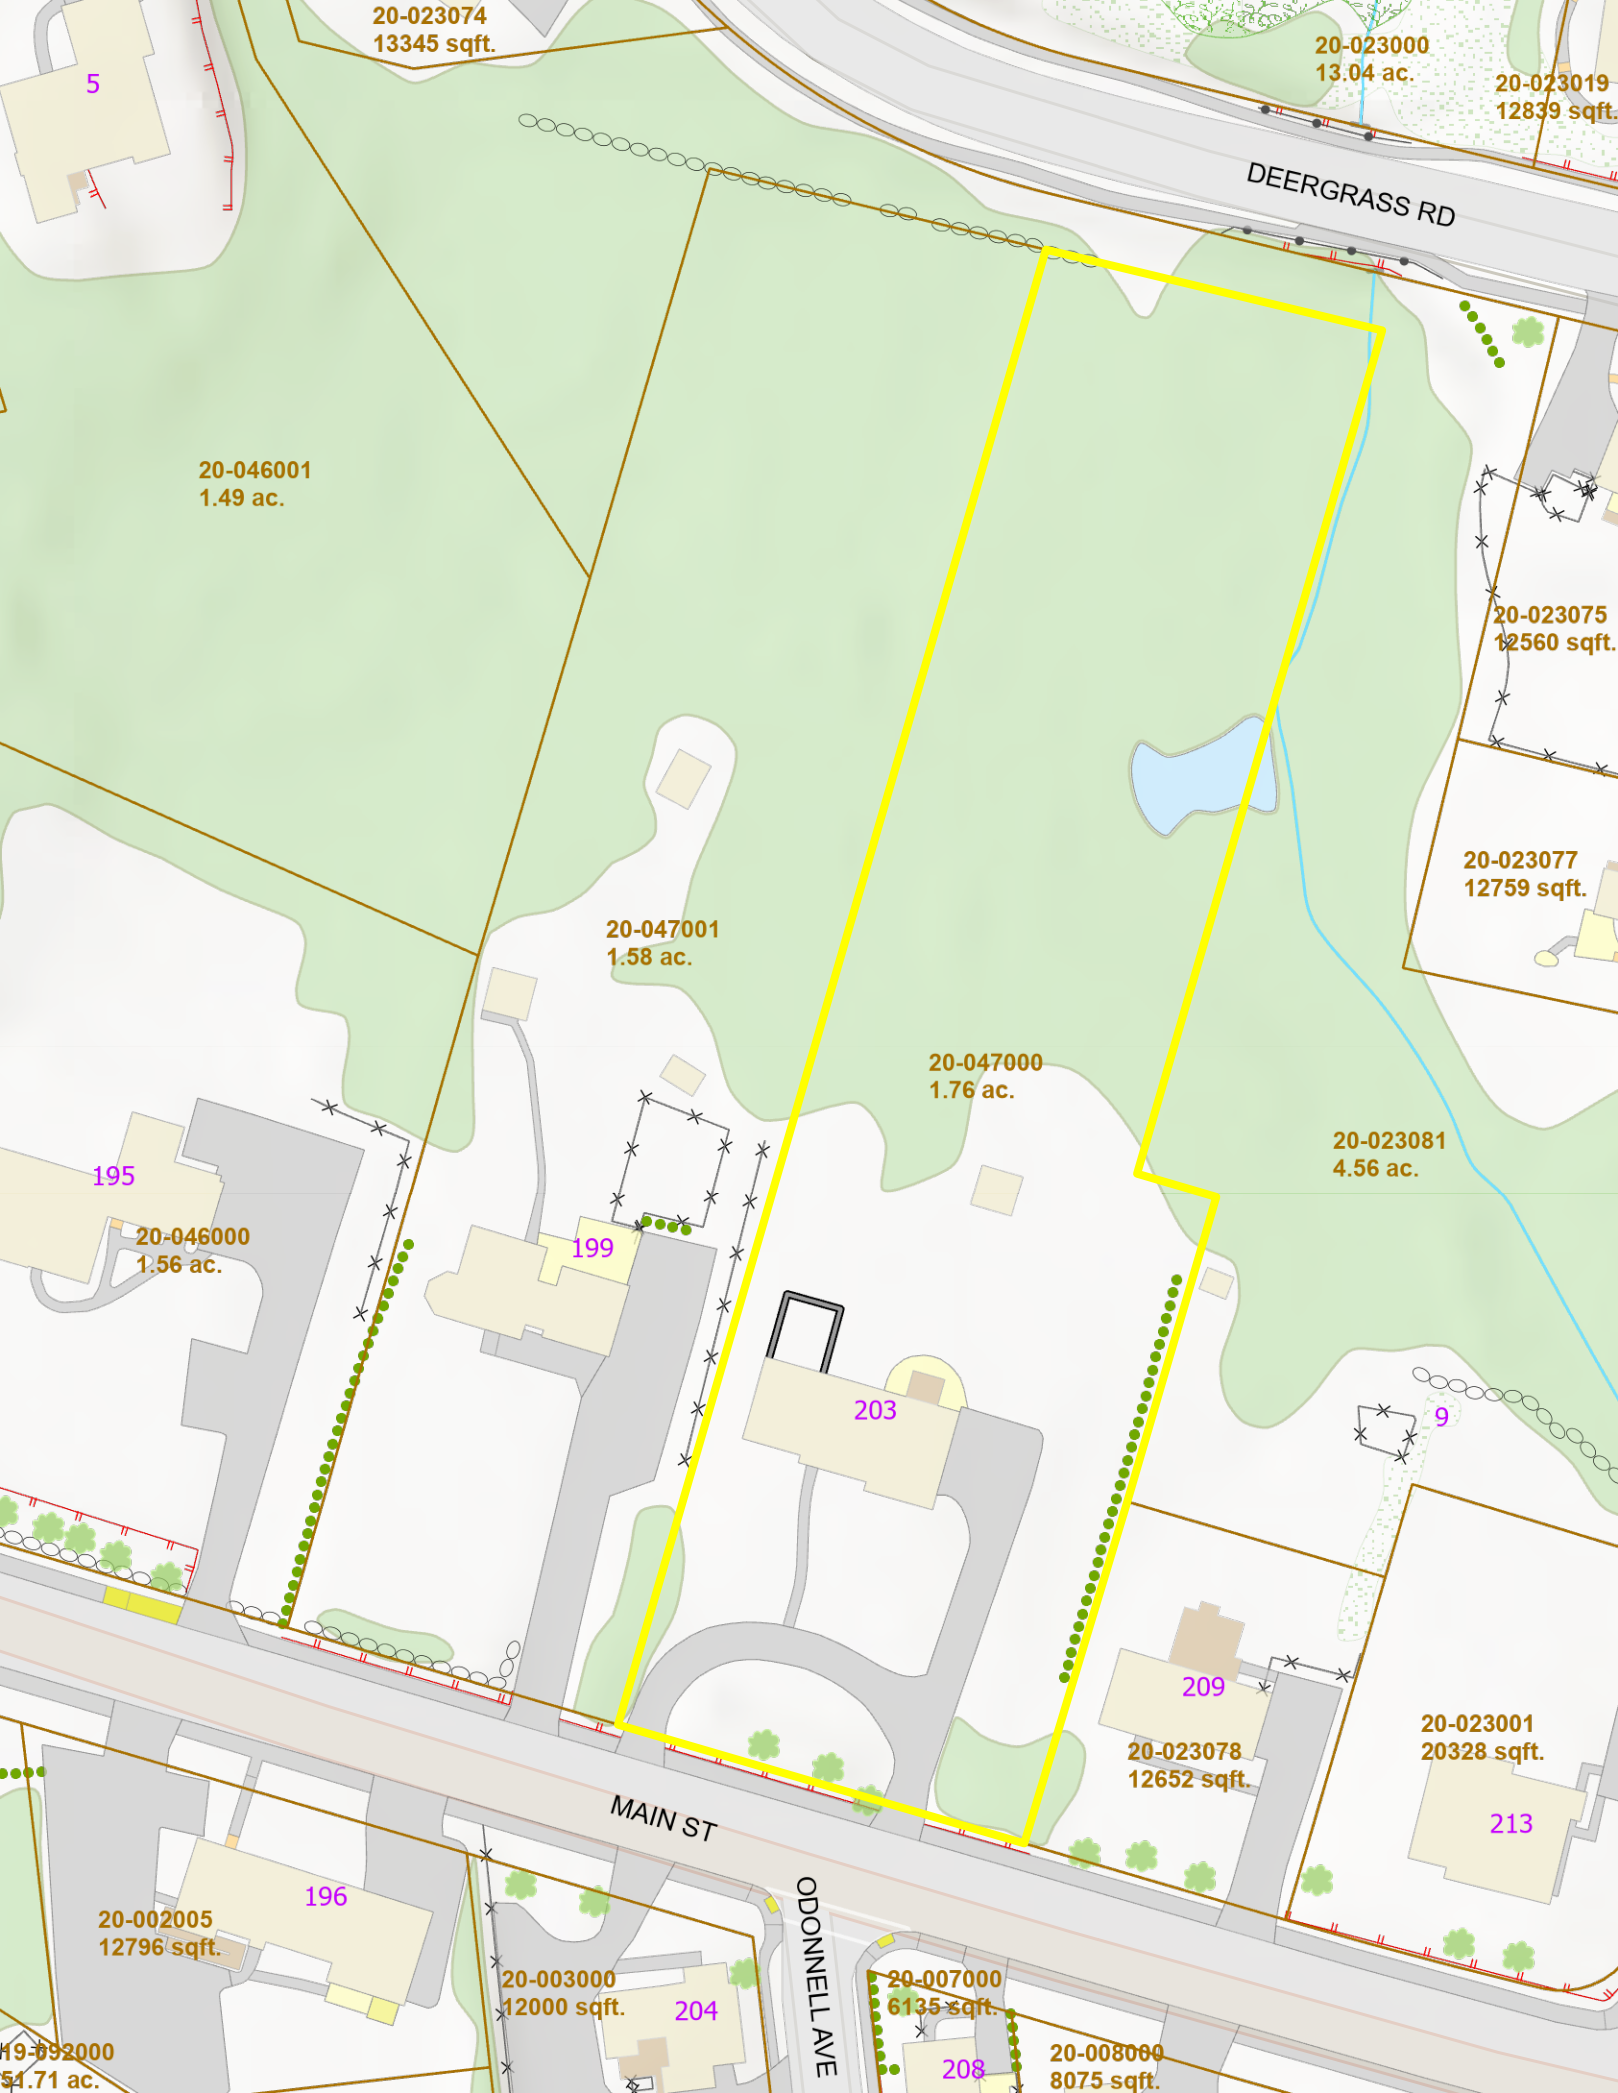 20-023074
13345 sqft.
20-023000
13.04 ac.
20-023019
12839 sqft.
5
DEERGRASS RD
20-046001
1.49 ac.
20-023075
12560 sqft.
20-023077
12759 sqft.
20-047001
1.58 ac.
20-047000
1.76 ac.
20-023081
4.56 ac.
195
20-046000
1.56 ac.
199
203
9
209
20-023078
12652 sqft.
20-023001
20328 sqft.
213
MAIN ST
ODONNELL AVE
196
20-002005
12796 sqft.
20-003000
12000 sqft.
204
20-007000
6135 sqft.
208
20-008000
8075 sqft.
19-092000
51.71 ac.